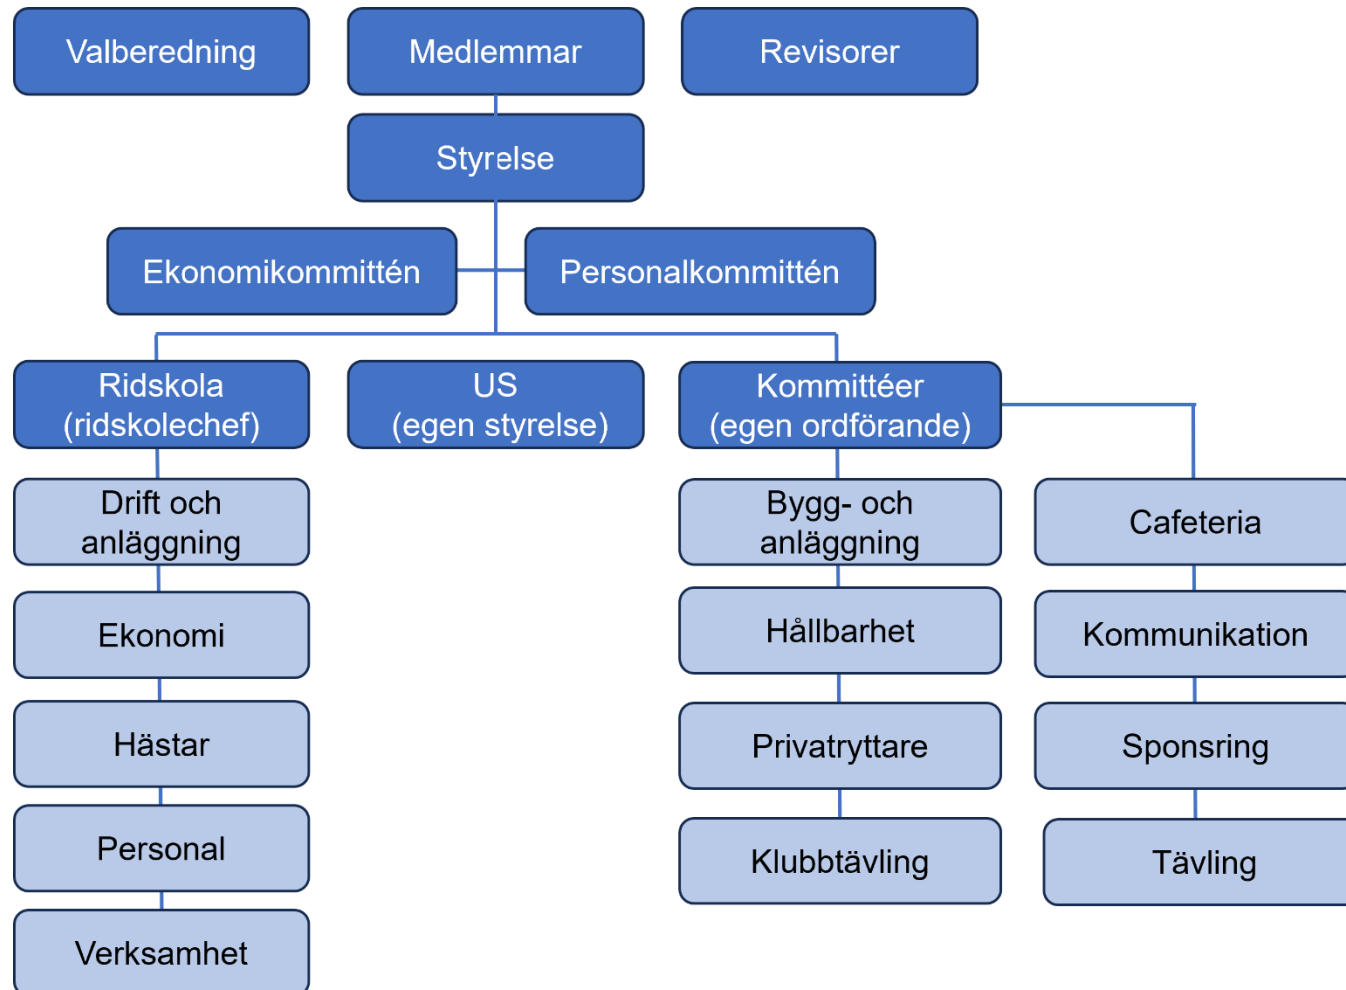 Valberedning
Medlemmar
Revisorer
Styrelse
Ekonomikommittén
Personalkommittén
Ridskola
(ridskolechef)
US
(egen styrelse)
Kommittéer
(egen ordförande)
Drift och
anläggning
Ekonomi
Hästar
Personal
Verksamhet
Bygg- och
anläggning
Hållbarhet
Privatryttare
Klubbtävling
Cafeteria
Kommunikation
Sponsring
Tävling